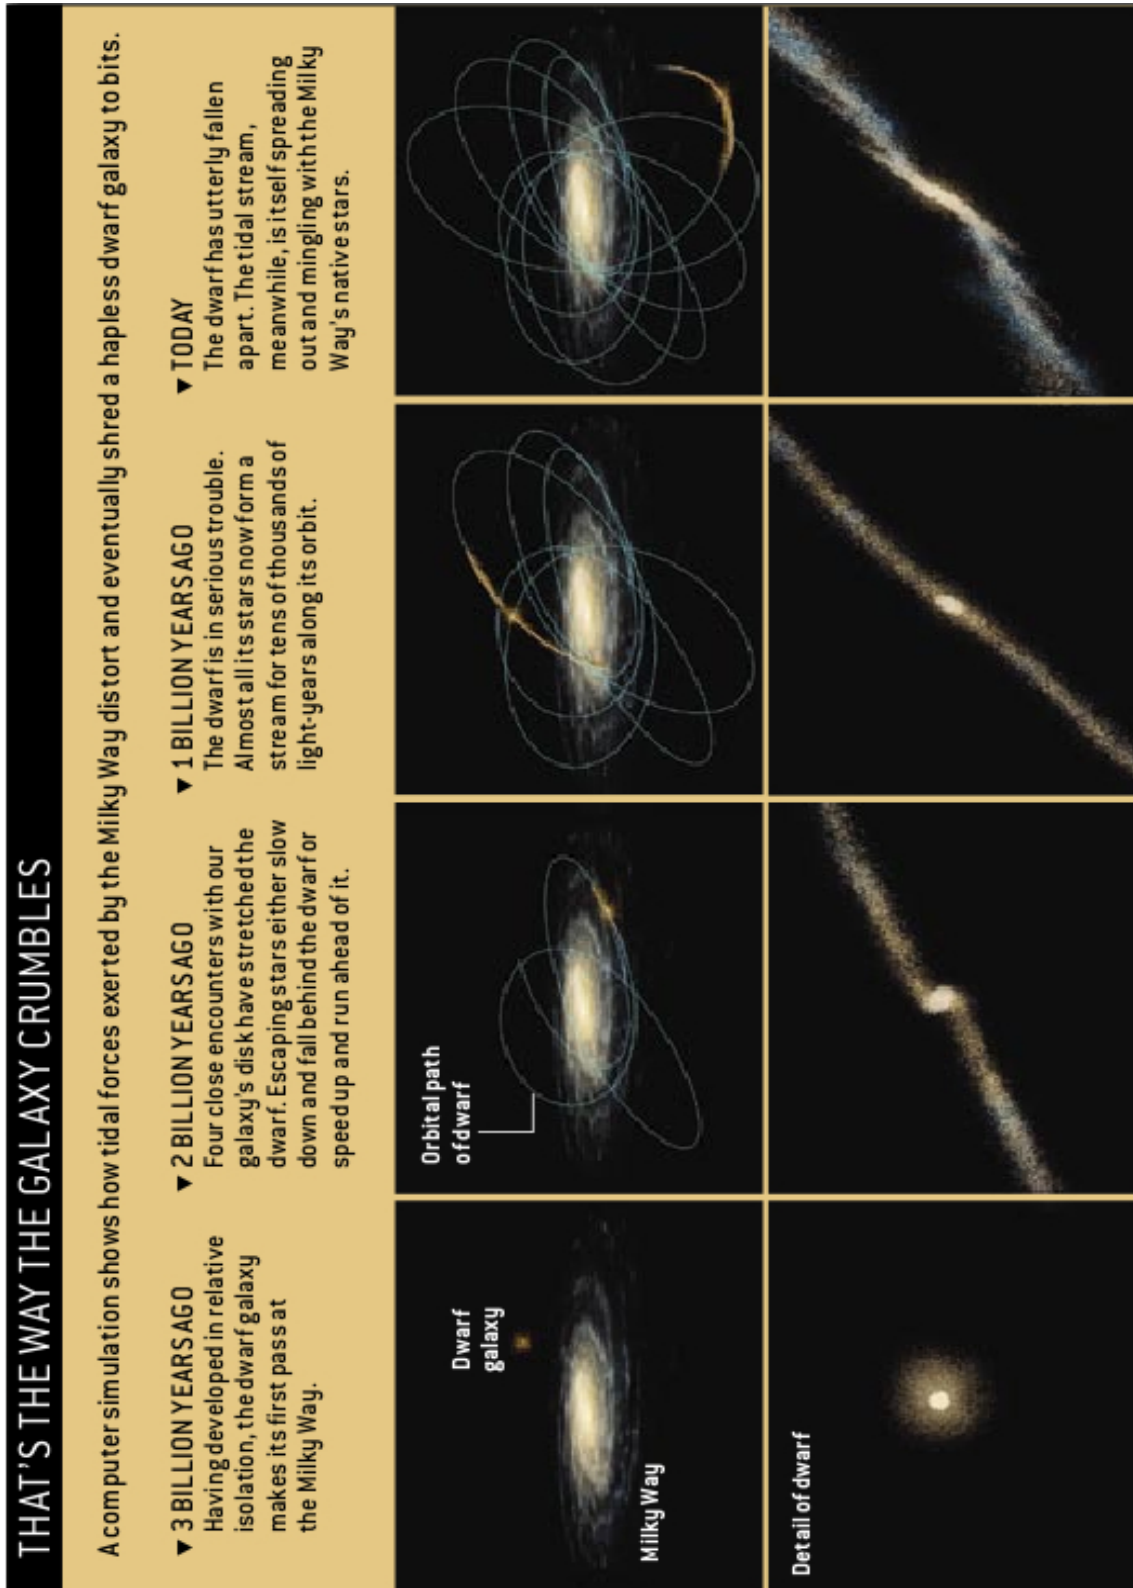 THAT'S THE WAY THE GALAXY CRUMBLES
A computer simulation shows how tidal forces exerted by the Milky Way distort and eventually shred a hapless dwarf galaxy to bits.
▼ 3 BILLION YEARS AGO
Having developed in relative
isolation, the dwarf galaxy
makes its first pass at
the Milky Way.
▼ 2 BILLION YEARS AGO
Four close encounters with our
galaxy's disk have stretched the
dwarf. Escaping stars either slow
down and fall behind the dwarf or
speed up and run ahead of it.
▼ 1 BILLION YEARS AGO
The dwarf is in serious trouble.
Almost all its stars now form a
stream for tens of thousands of
light-years along its orbit.
▼ TODAY
The dwarf has utterly fallen
apart. The tidal stream,
meanwhile, is itself spreading
out and mingling with the Milky
Way's native stars.
Dwarf
galaxy
Milky Way
Orbital path
of dwarf
Detail of dwarf